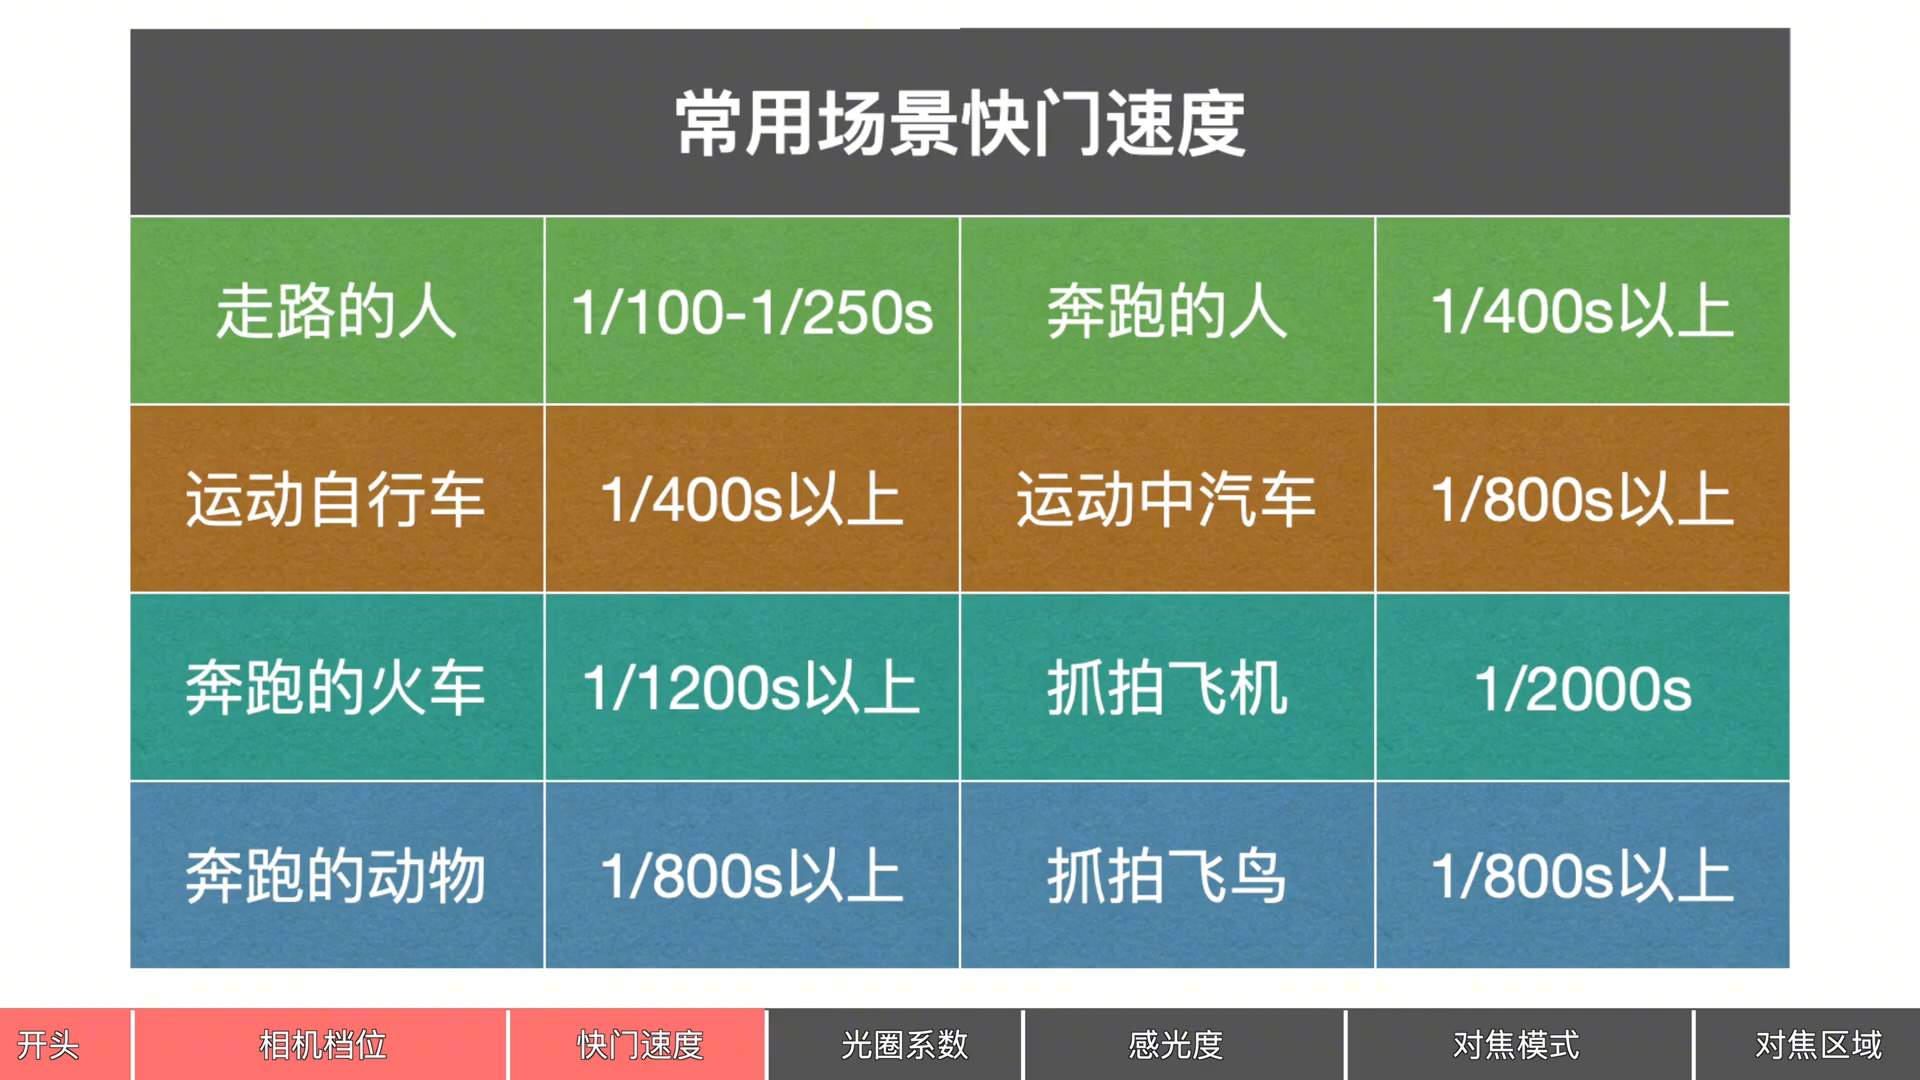 常用场景快门速度
走路的人 1/100-1/250s 奔跑的人 1/400s以上
运动自行车 1/400s以上 运动中汽车 1/800s以上
奔跑的火车 1/1200s以上 抓拍飞机 1/2000s
奔跑的动物 1/800s以上 抓拍飞鸟 1/800s以上
开头 相机档位 快门速度 光圈系数 感光度 对焦模式 对焦区域